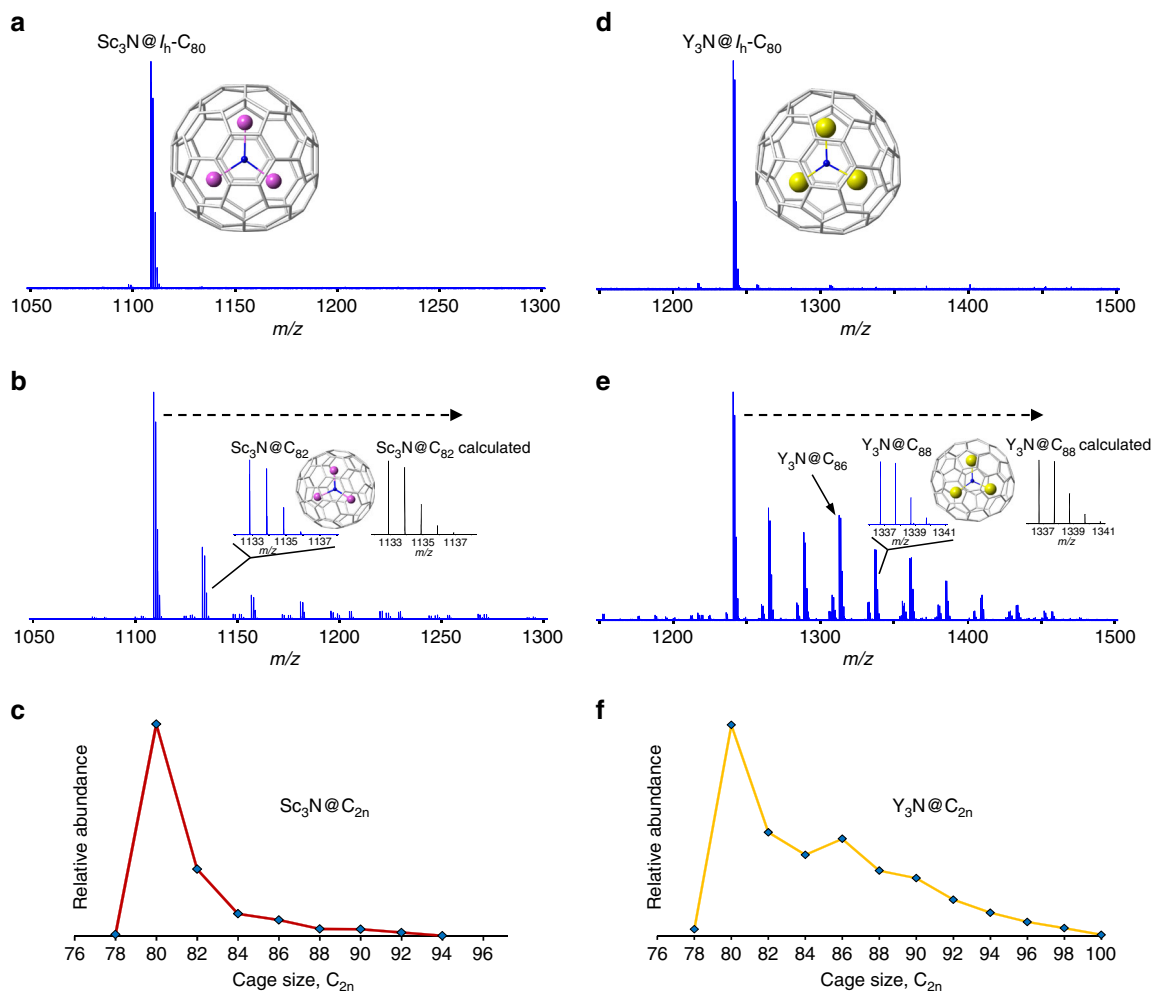 a
Sc3N@Ih-C80
1050 1100 1150 1200 1250 1300
m/z
d
Y3N@Ih-C80
1200 1300 1400 1500
m/z
b
Sc3N@C82
Sc3N@C82 calculated
1133 1135 1137
m/z
1133 1135 1137
m/z
1050 1100 1150 1200 1250 1300
m/z
e
Y3N@C86
Y3N@C88
Y3N@C88 calculated
1337 1339 1341
m/z
1337 1339 1341
m/z
1200 1300 1400 1500
m/z
c
Relative abundance
Sc3N@C2n
76 78 80 82 84 86 88 90 92 94 96
Cage size, C2n
f
Relative abundance
Y3N@C2n
76 78 80 82 84 86 88 90 92 94 96 98 100
Cage size, C2n